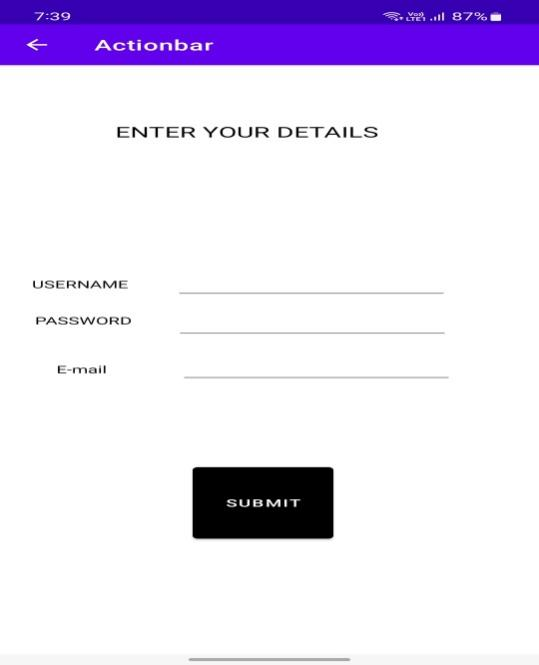 7:39 87%
Actionbar
ENTER YOUR DETAILS
USERNAME
PASSWORD
E-mail
SUBMIT